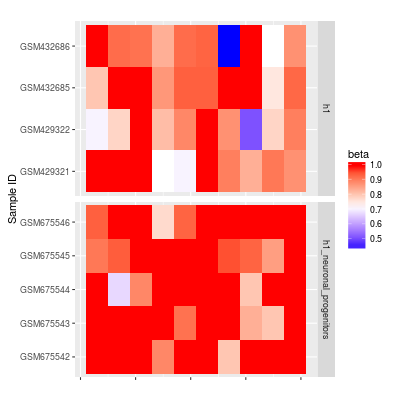 GSM432686
GSM432685
GSM429322
GSM429321
h1
GSM675546
GSM675545
GSM675544
GSM675543
GSM675542
h1_neuronal_progenitors
Sample ID
beta
1.0
0.9
0.8
0.7
0.6
0.5